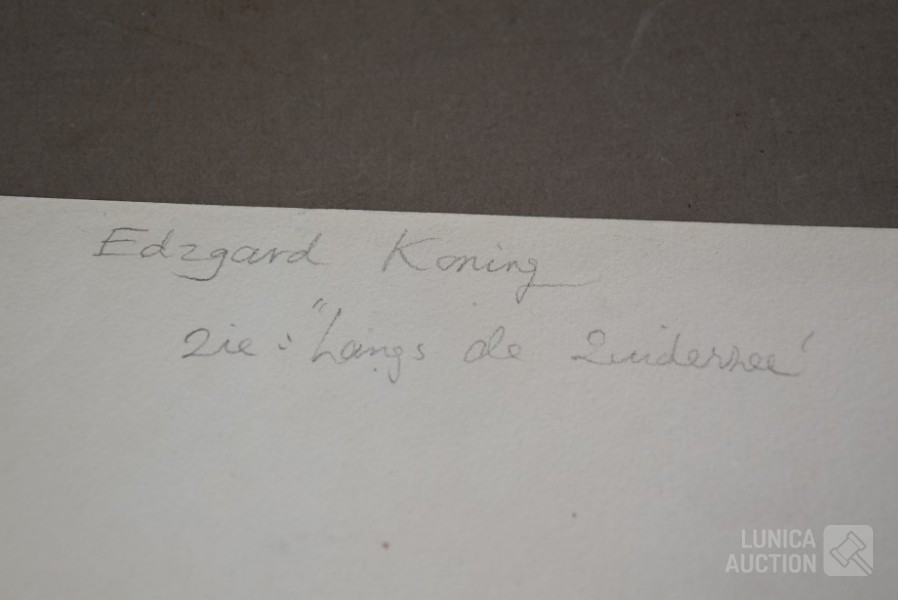 Edzgard Koning
zie: "Langs de Zuiderzee'
LUNICA
AUCTION